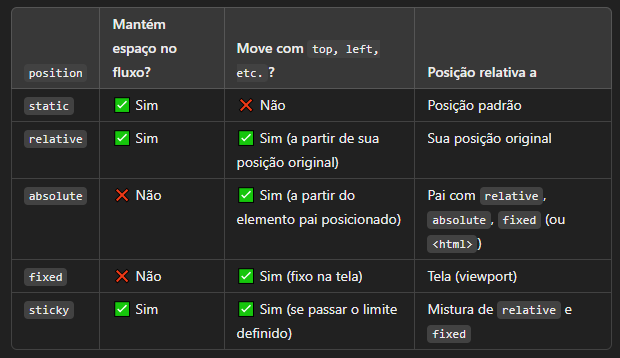 position
Mantém espaço no fluxo?
Move com top, left, etc. ?
Posição relativa a
static
✅ Sim
❌ Não
Posição padrão
relative
✅ Sim
✅ Sim (a partir de sua posição original)
Sua posição original
absolute
❌ Não
✅ Sim (a partir do elemento pai posicionado)
Pai com relative, absolute, fixed (ou <html>)
fixed
❌ Não
✅ Sim (fixo na tela)
Tela (viewport)
sticky
✅ Sim
✅ Sim (se passar o limite definido)
Mistura de relative e fixed